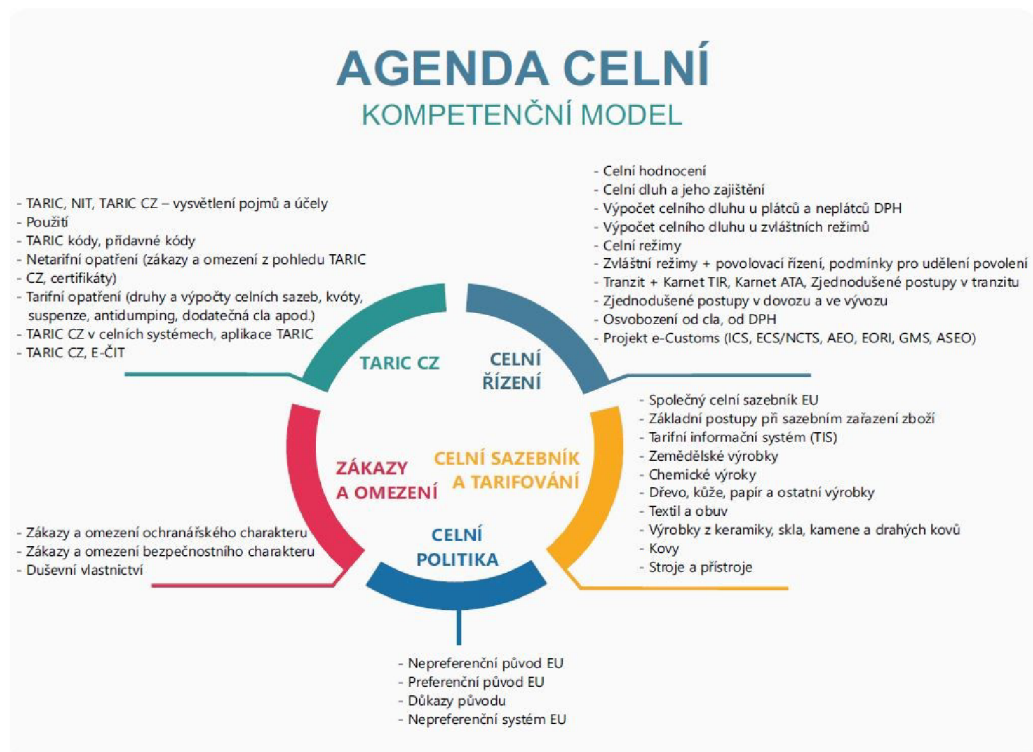 AGENDA CELNÍ
KOMPETENČNÍ MODEL
- TARIC, NIT, TARIC CZ – vysvětlení pojmů a účely
- Použití
- TARIC kódy, přídavné kódy
- Netarifní opatření (zákazy a omezení z pohledu TARIC
- CZ, certifikáty)
- Tarifní opatření (druhy a výpočty celních sazeb, kvóty,
suspenze, antidumping, dodatečná cla apod.)
- TARIC CZ v celních systémech, aplikace TARIC
- TARIC CZ, E-ČIT
- Celní hodnocení
- Celní dluh a jeho zajištění
- Výpočet celního dluhu u plátců a neplátců DPH
- Výpočet celního dluhu u zvláštních režimů
- Celní režimy
- Zvláštní režimy + povolovací řízení, podmínky pro udělení povolení
- Tranzit + Karnet TIR, Karnet ATA, Zjednodušené postupy v tranzitu
- Zjednodušené postupy v dovozu a ve vývozu
- Osvobození od cla, od DPH
- Projekt e-Customs (ICS, ECS/NCTS, AEO, EORI, GMS, ASEO)
TARIC CZ
CELNÍ
ŘÍZENÍ
ZÁKAZY
A OMEZENÍ
CELNÍ SAZEBNÍK
A TARIFOVÁNÍ
CELNÍ
POLITIKA
- Společný celní sazebník EU
- Základní postupy při sazebním zařazení zboží
- Tarifní informační systém (TIS)
- Zemědělské výrobky
- Chemické výroky
- Dřevo, kůže, papír a ostatní výrobky
- Textil a obuv
- Výrobky z keramiky, skla, kamene a drahých kovů
- Kovy
- Stroje a přístroje
- Zákazy a omezení ochranářského charakteru
- Zákazy a omezení bezpečnostního charakteru
- Duševní vlastnictví
- Nepreferenční původ EU
- Preferenční původ EU
- Důkazy původu
- Nepreferenční systém EU